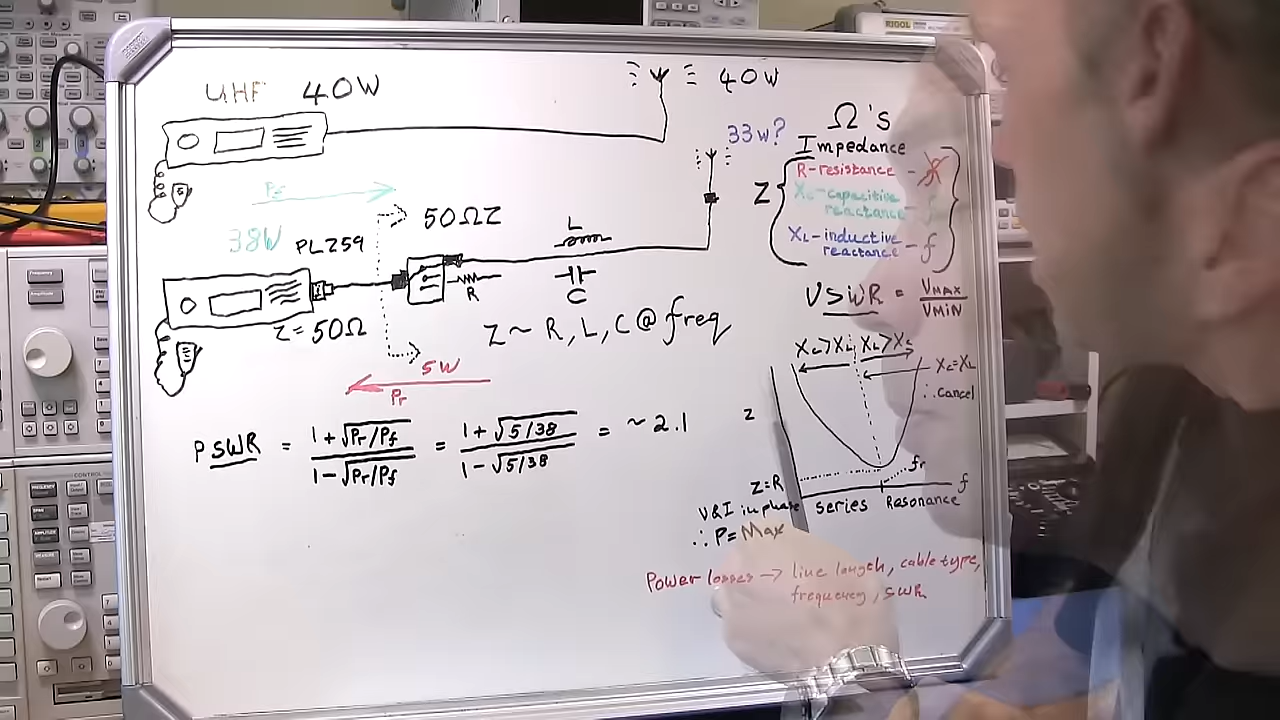 RIGOL
UHF 40W
40W
33W?
Ω's
Impedance
Z
R-resistance - R
Xc-capacitive reactance - f
XL-inductive reactance - f
Pf
38W PL259
50ΩZ
L
R
C
Z = 50Ω
Z ~ R, L, C @ freq
VSWR = VMAX/VMIN
5W
Pr
Xc>XL XL>Xc
Xc=XL
∴ Cancel
PSWR = 1+√Pr/Pf / 1-√Pr/Pf = 1+√5/38 / 1-√5/38 = ~2.1
Z
fr
Z=R
f
V&I in phase
series Resonance
∴ P= Max
Power losses → line length, cable type,
frequency, SWR
CONTROL